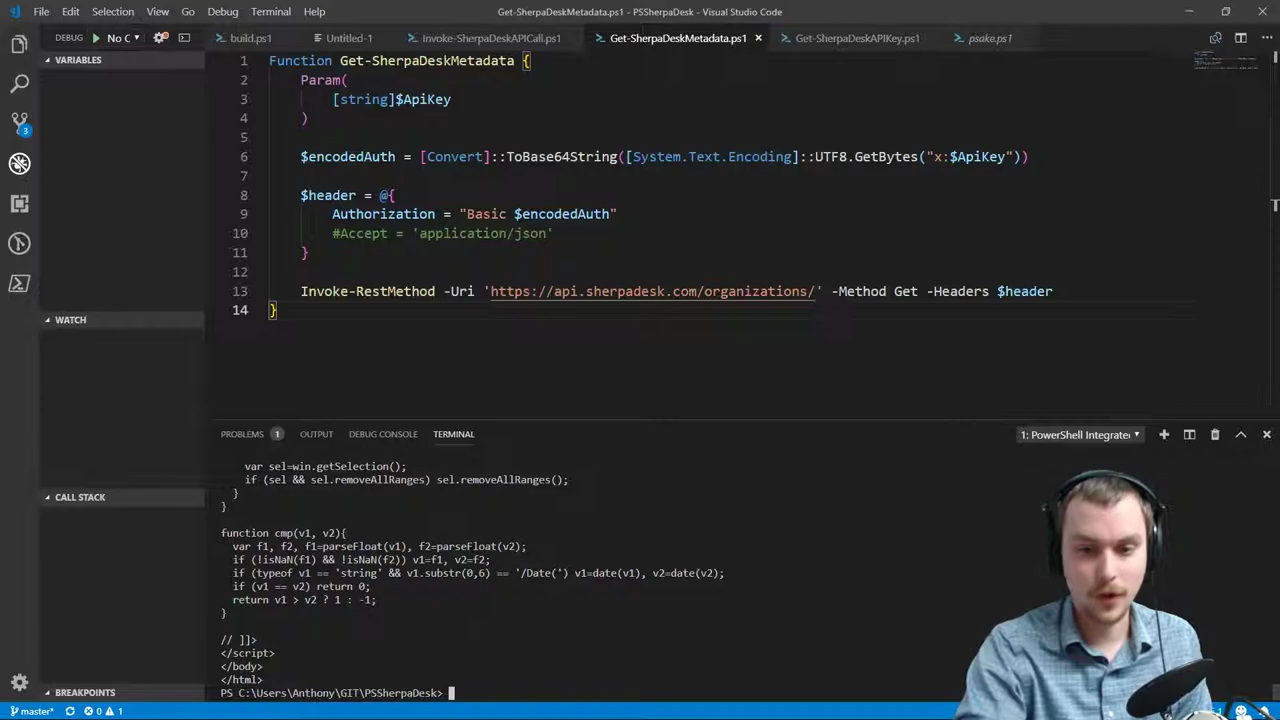 File Edit Selection View Go Debug Terminal Help
Get-SherpaDeskMetadata.ps1 - PSSherpaDesk - Visual Studio Code
DEBUG No C
build.ps1 Untitled-1 Invoke-SherpaDeskAPICall.ps1 Get-SherpaDeskMetadata.ps1 Get-SherpaDeskAPIKey.ps1 psake.ps1
VARIABLES
WATCH
CALL STACK
BREAKPOINTS
3
1 Function Get-SherpaDeskMetadata {
2 Param(
3 [string]$ApiKey
4 )
5
6 $encodedAuth = [Convert]::ToBase64String([System.Text.Encoding]::UTF8.GetBytes("x:$ApiKey"))
7
8 $header = @{
9 Authorization = "Basic $encodedAuth"
10 #Accept = 'application/json'
11 }
12
13 Invoke-RestMethod -Uri 'https://api.sherpadesk.com/organizations/' -Method Get -Headers $header
14 }
PROBLEMS 1 OUTPUT DEBUG CONSOLE TERMINAL
1: PowerShell Integrate
var sel=win.getSelection();
if (sel && sel.removeAllRanges) sel.removeAllRanges();
}
}
function cmp(v1, v2){
var f1, f2, f1=parseFloat(v1), f2=parseFloat(v2);
if (!isNaN(f1) && !isNaN(f2)) v1=f1, v2=f2;
if (typeof v1 == 'string' && v1.substr(0,6) == '/Date(') v1=date(v1), v2=date(v2);
if (v1 == v2) return 0;
return v1 > v2 ? 1 : -1;
}
// ]]>
</script>
</body>
</html>
PS C:\Users\Anthony\GIT\PSSherpaDesk>
master* 0 1